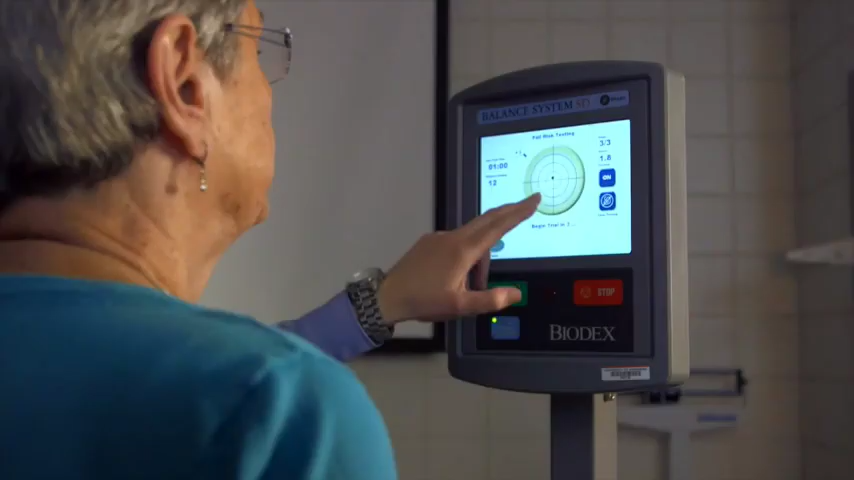 BALANCE SYSTEM SD
Fall Risk Testing
3/3
01:00
1.8
12
ON
Begin Trial in 3 ...
STOP
BIODEX